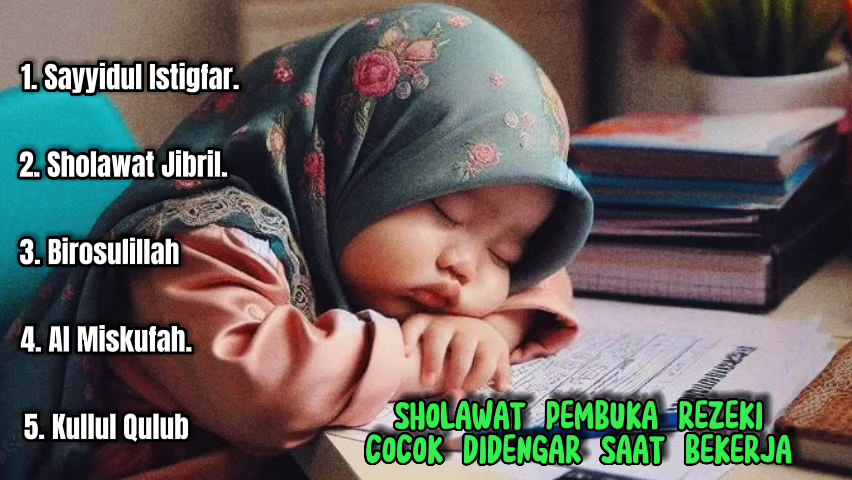 1. Sayyidul Istigfar.
2. Sholawat Jibril.
3. Birosulillah
4. Al Miskufah.
5. Kullul Qulub
SHOLAWAT PEMBUKA REZEKI
COCOK DIDENGAR SAAT BEKERJA